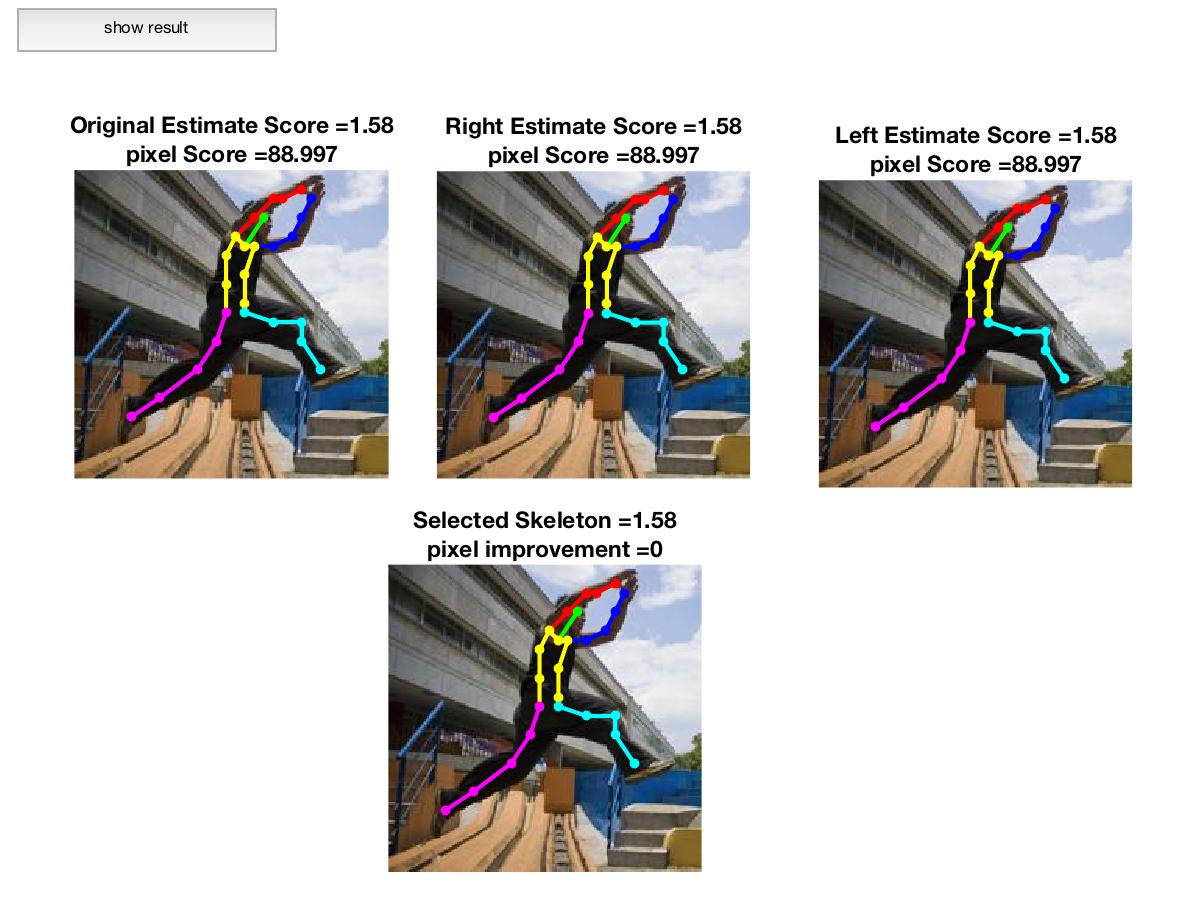 show result
Original Estimate Score =1.58
pixel Score =88.997
Right Estimate Score =1.58
pixel Score =88.997
Left Estimate Score =1.58
pixel Score =88.997
Selected Skeleton =1.58
pixel improvement =0